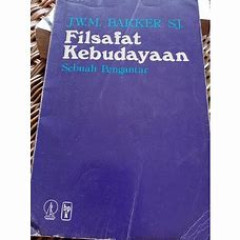 J.W.M. BAKKER SJ.
Filsafat
Kebudayaan
Sebuah Pengantar